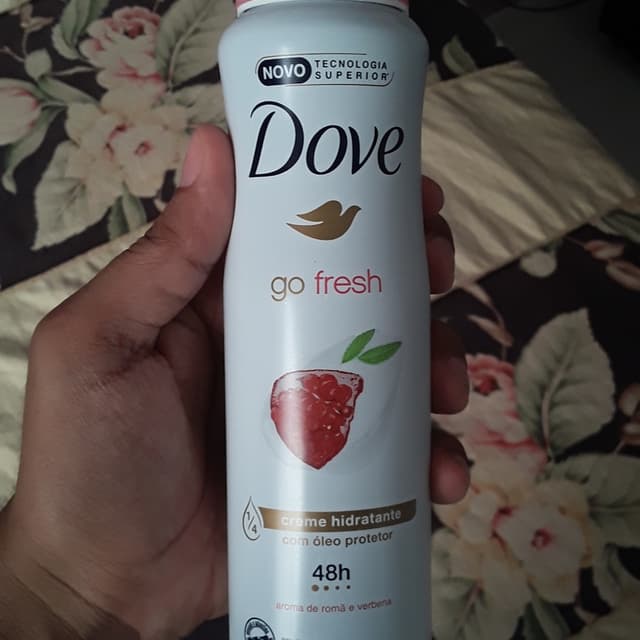 NOVO TECNOLOGIA
SUPERIOR
Dove
go fresh
1/4
creme hidratante
com óleo protetor
48h
aroma de romã e verbena